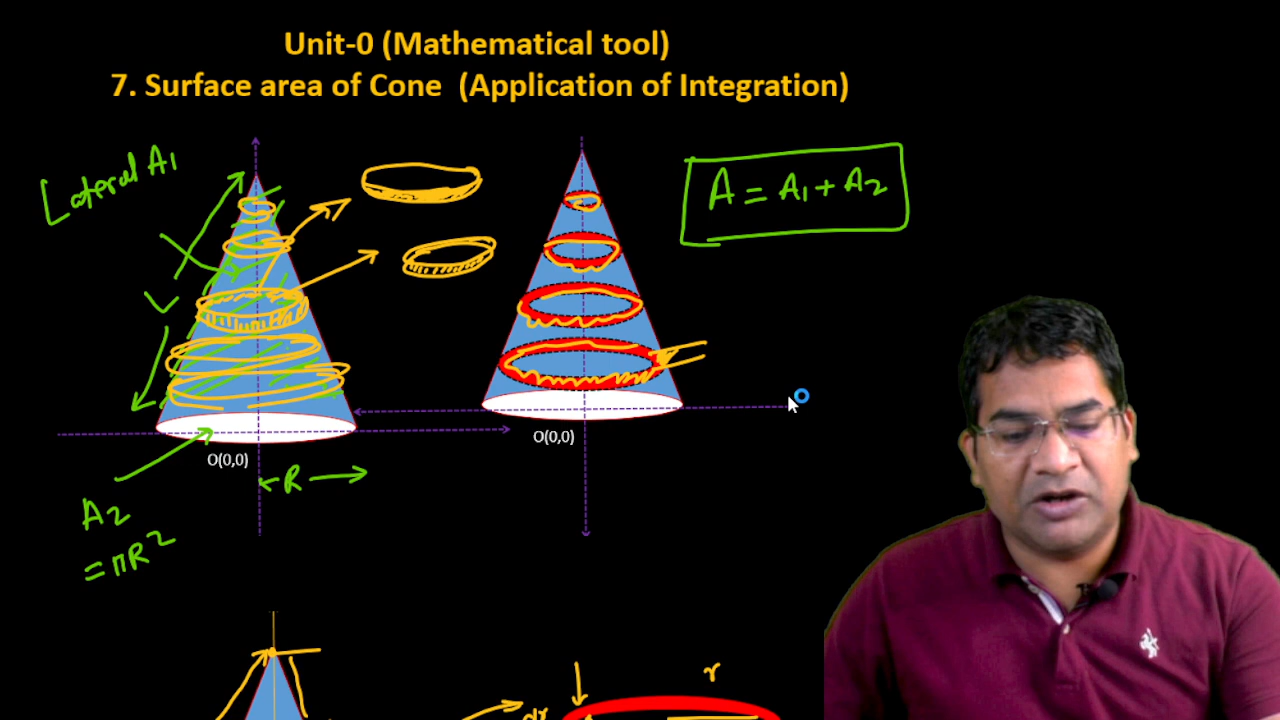 Unit-0 (Mathematical tool)
7. Surface area of Cone (Application of Integration)
Lateral A1
A = A1 + A2
L
O(0,0)
O(0,0)
R
A2
= πR2
r